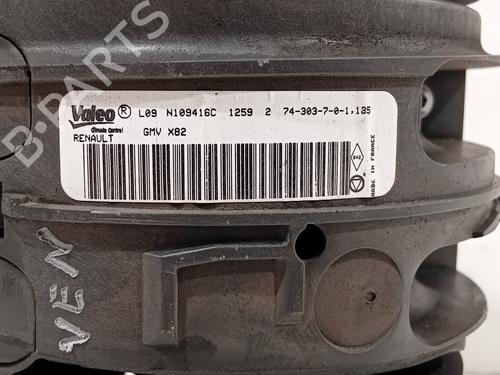 B-PARTS
Valeo ® L09 N109416C 1259 2 74-303-7-0-1.135
Climate Control
RENAULT GMV X82
MADE IN FRANCE
VEN